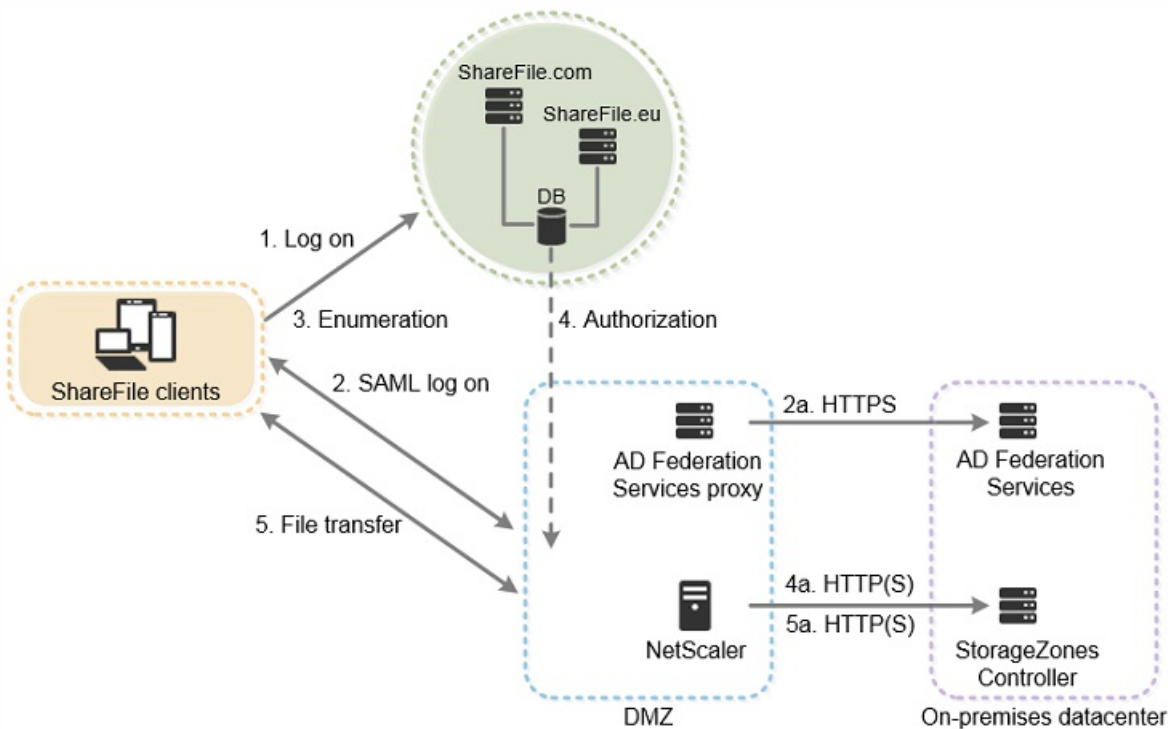 ShareFile.com
ShareFile.eu
DB
1. Log on
3. Enumeration
4. Authorization
ShareFile clients
2. SAML log on
2a. HTTPS
AD Federation
Services proxy
AD Federation
Services
5. File transfer
4a. HTTP(S)
5a. HTTP(S)
NetScaler
StorageZones
Controller
DMZ
On-premises datacenter